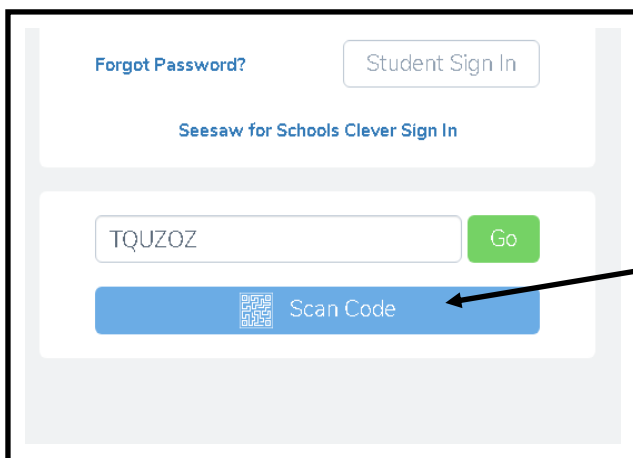 Forgot Password? Student Sign In
Seesaw for Schools Clever Sign In
TQUZOZ Go
Scan Code